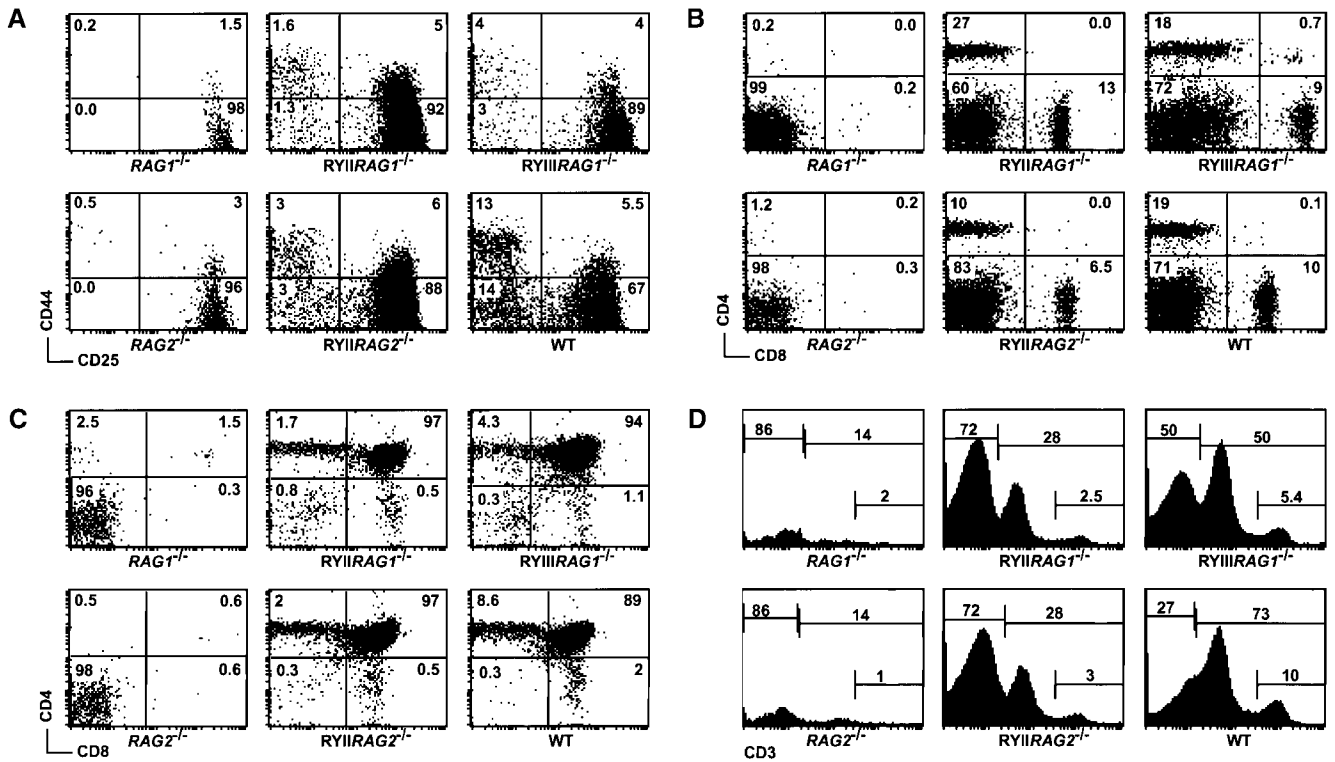 A
0.2 1.5
0.0 98
RAG1-/-
1.6 5
1.3 92
RYIIRAG1-/-
4 4
3 89
RYIIIRAG1-/-
0.5 3
0.0 96
RAG2-/-
3 6
3 88
RYIIRAG2-/-
13 5.5
14 67
WT
CD44
CD25
B
0.2 0.0
99 0.2
RAG1-/-
27 0.0
60 13
RYIIRAG1-/-
18 0.7
72 9
RYIIIRAG1-/-
1.2 0.2
98 0.3
RAG2-/-
10 0.0
83 6.5
RYIIRAG2-/-
19 0.1
71 10
WT
CD4
CD8
C
2.5 1.5
96 0.3
RAG1-/-
1.7 97
0.8 0.5
RYIIRAG1-/-
4.3 94
0.3 1.1
RYIIIRAG1-/-
0.5 0.6
98 0.6
RAG2-/-
2 97
0.3 0.5
RYIIRAG2-/-
8.6 89
0.3 2
WT
CD4
CD8
D
86 14
2
RAG1-/-
72 28
2.5
RYIIRAG1-/-
50 50
5.4
RYIIIRAG1-/-
86 14
1
RAG2-/-
72 28
3
RYIIRAG2-/-
27 73
10
WT
CD3